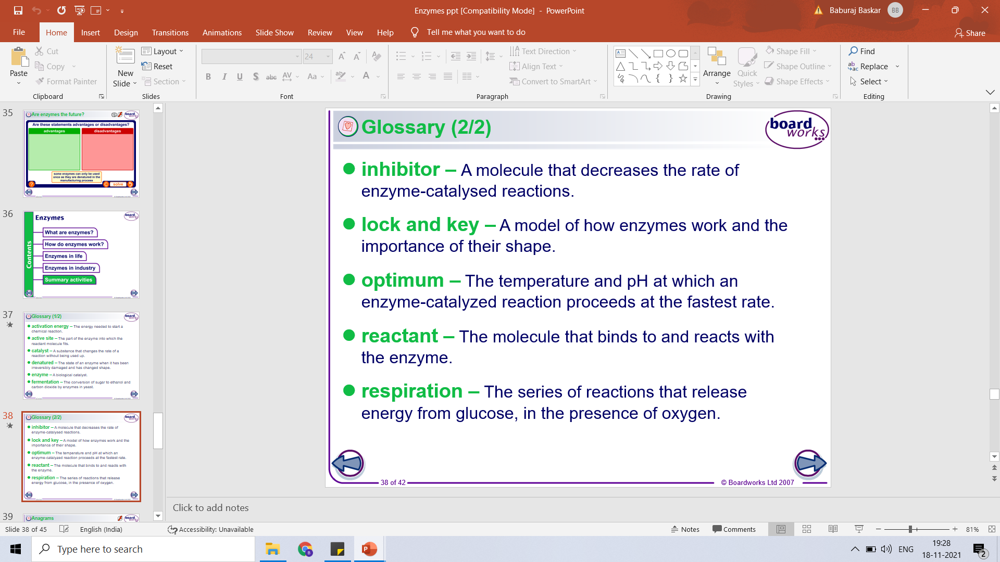 Enzymes ppt [Compatibility Mode] - PowerPoint
Baburaj Baskar
BB
File
Home
Insert
Design
Transitions
Animations
Slide Show
Review
View
Help
Tell me what you want to do
Share
Paste
Cut
Copy
Format Painter
Clipboard
New
Slide
Layout
Reset
Section
Slides
24
B I U S abc AV Aa A
Font
Text Direction
Align Text
Convert to SmartArt
Paragraph
Arrange
Quick
Styles
Shape Fill
Shape Outline
Shape Effects
Drawing
Find
Replace
Select
Editing
35
Are enzymes the future?
board
works
Are these statements advantages or disadvantages?
advantages
disadvantages
some enzymes can only be used
once as they are denatured in the
manufacturing process
solve
36
Enzymes
board
works
Contents
What are enzymes?
How do enzymes work?
Enzymes in life
Enzymes in industry
Summary activities
37
Glossary (1/2)
board
works
activation energy – The energy needed to start a
chemical reaction.
active site – The part of the enzyme into which the
reactant molecule fits.
catalyst – A substance that changes the rate of a
reaction without being used up.
denatured – The state of an enzyme when it has been
irreversibly damaged and has changed shape.
enzyme – A biological catalyst.
fermentation – The conversion of sugar to ethanol and
carbon dioxide by enzymes in yeast.
38
Glossary (2/2)
board
works
inhibitor – A molecule that decreases the rate of
enzyme-catalysed reactions.
lock and key – A model of how enzymes work and the
importance of their shape.
optimum – The temperature and pH at which an
enzyme-catalyzed reaction proceeds at the fastest rate.
reactant – The molecule that binds to and reacts with
the enzyme.
respiration – The series of reactions that release
energy from glucose, in the presence of oxygen.
39
Anagrams
board
works
Glossary (2/2)
board
works
inhibitor – A molecule that decreases the rate of
enzyme-catalysed reactions.
lock and key – A model of how enzymes work and the
importance of their shape.
optimum – The temperature and pH at which an
enzyme-catalyzed reaction proceeds at the fastest rate.
reactant – The molecule that binds to and reacts with
the enzyme.
respiration – The series of reactions that release
energy from glucose, in the presence of oxygen.
38 of 42
© Boardworks Ltd 2007
Click to add notes
Slide 38 of 45
English (India)
Accessibility: Unavailable
Notes
Comments
81%
Type here to search
ENG
19:28
18-11-2021
2